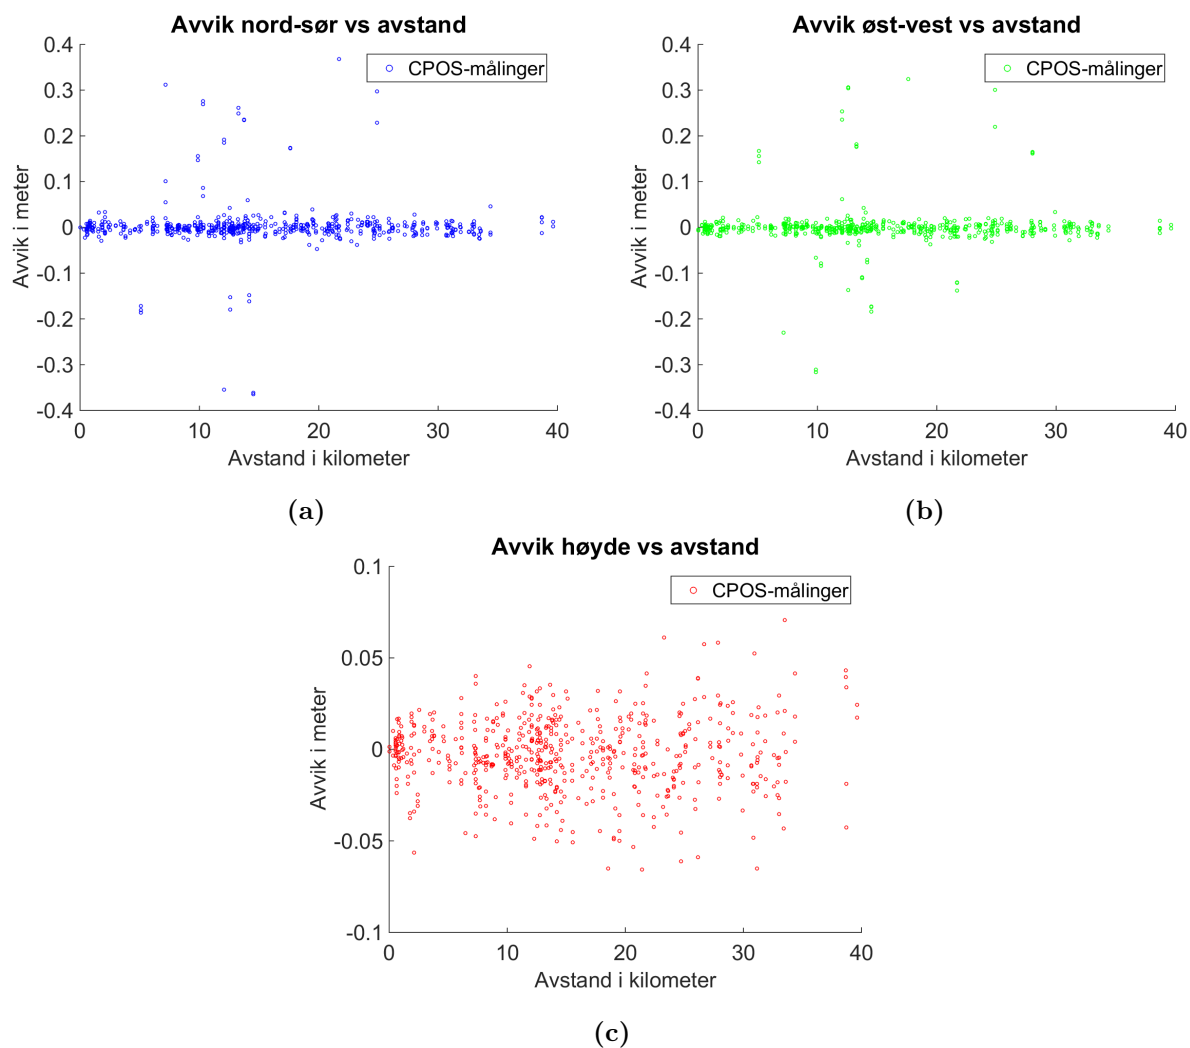 Avvik nord-sør vs avstand
CPOS-målinger
Avvik i meter
0.4
0.3
0.2
0.1
0
-0.1
-0.2
-0.3
-0.4
0 10 20 30 40
Avstand i kilometer
(a)
Avvik øst-vest vs avstand
CPOS-målinger
Avvik i meter
0.4
0.3
0.2
0.1
0
-0.1
-0.2
-0.3
-0.4
0 10 20 30 40
Avstand i kilometer
(b)
Avvik høyde vs avstand
CPOS-målinger
Avvik i meter
0.1
0.05
0
-0.05
-0.1
0 10 20 30 40
Avstand i kilometer
(c)